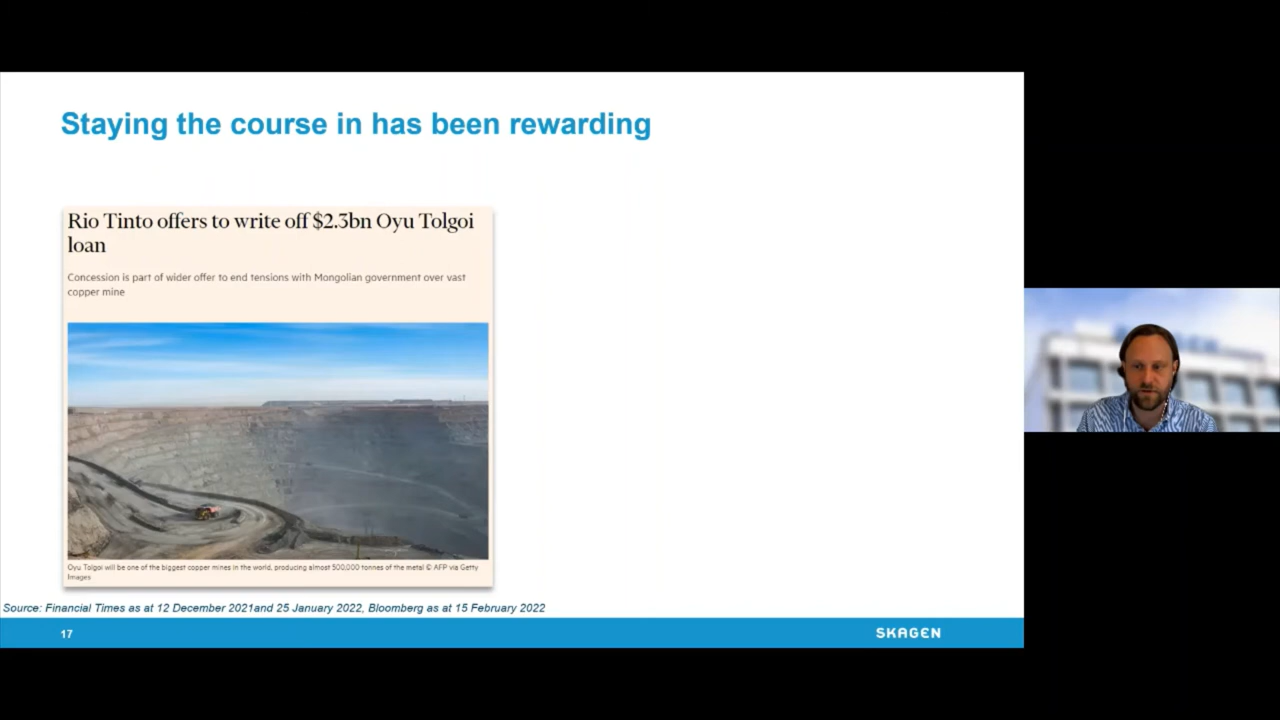 Staying the course in has been rewarding
Rio Tinto offers to write off $2.3bn Oyu Tolgoi
loan
Concession is part of wider offer to end tensions with Mongolian government over vast
copper mine
Oyu Tolgoi will be one of the biggest copper mines in the world, producing almost 500,000 tonnes of the metal © AFP via Getty
Images
Source: Financial Times as at 12 December 2021and 25 January 2022, Bloomberg as at 15 February 2022
17
SKAGEN